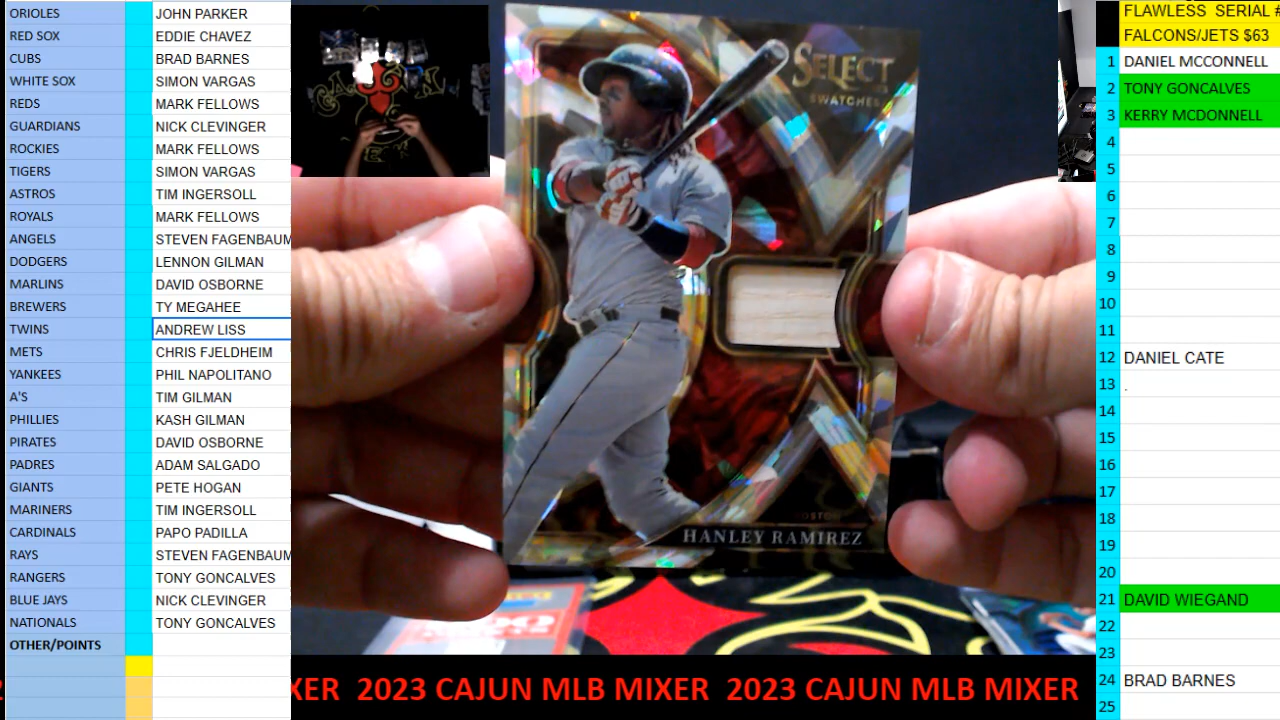 ORIOLES JOHN PARKER
RED SOX EDDIE CHAVEZ
CUBS BRAD BARNES
WHITE SOX SIMON VARGAS
REDS MARK FELLOWS
GUARDIANS NICK CLEVINGER
ROCKIES MARK FELLOWS
TIGERS SIMON VARGAS
ASTROS TIM INGERSOLL
ROYALS MARK FELLOWS
ANGELS STEVEN FAGENBAUM
DODGERS LENNON GILMAN
MARLINS DAVID OSBORNE
BREWERS TY MEGAHEE
TWINS ANDREW LISS
METS CHRIS FJELDHEIM
YANKEES PHIL NAPOLITANO
A'S TIM GILMAN
PHILLIES KASH GILMAN
PIRATES DAVID OSBORNE
PADRES ADAM SALGADO
GIANTS PETE HOGAN
MARINERS TIM INGERSOLL
CARDINALS PAPO PADILLA
RAYS STEVEN FAGENBAUM
RANGERS TONY GONCALVES
BLUE JAYS NICK CLEVINGER
NATIONALS TONY GONCALVES
OTHER/POINTS
SELECT
SWATCHES
BOSTON
HANLEY RAMIREZ
XER 2023 CAJUN MLB MIXER 2023 CAJUN MLB MIXER
FLAWLESS SERIAL #
FALCONS/JETS $63
1 DANIEL MCCONNELL
2 TONY GONCALVES
3 KERRY MCDONNELL
4
5
6
7
8
9
10
11
12 DANIEL CATE
13 .
14
15
16
17
18
19
20
21 DAVID WIEGAND
22
23
24 BRAD BARNES
25